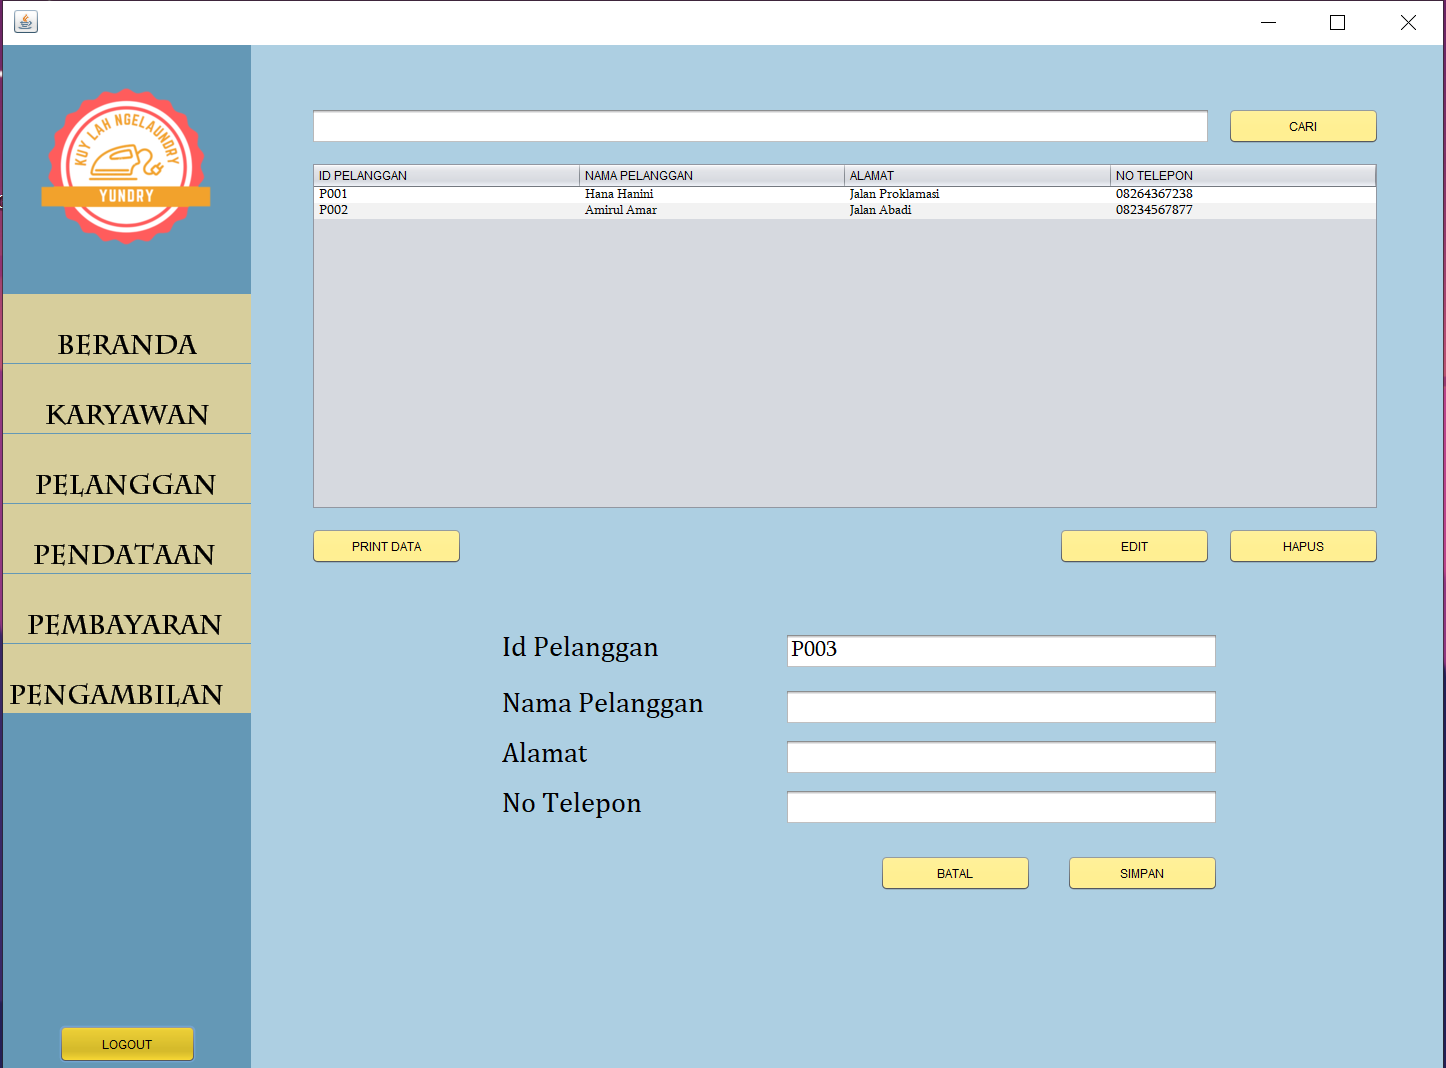 KUY LAH NGELAUNDRY
YUNDRY
BERANDA
KARYAWAN
PELANGGAN
PENDATAAN
PEMBAYARAN
PENGAMBILAN
LOGOUT
CARI
ID PELANGGAN NAMA PELANGGAN ALAMAT NO TELEPON
P001 Hana Hanini Jalan Proklamasi 08264367238
P002 Amirul Amar Jalan Abadi 08234567877
PRINT DATA EDIT HAPUS
Id Pelanggan P003
Nama Pelanggan
Alamat
No Telepon
BATAL SIMPAN